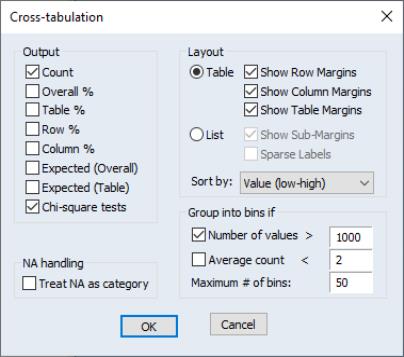 Cross-tabulation
Output
Count
Overall %
Table %
Row %
Column %
Expected (Overall)
Expected (Table)
Chi-square tests
NA handling
Treat NA as category
Layout
Table
Show Row Margins
Show Column Margins
Show Table Margins
List
Show Sub-Margins
Sparse Labels
Sort by: Value (low-high)
Group into bins if
Number of values > 1000
Average count < 2
Maximum # of bins: 50
OK
Cancel